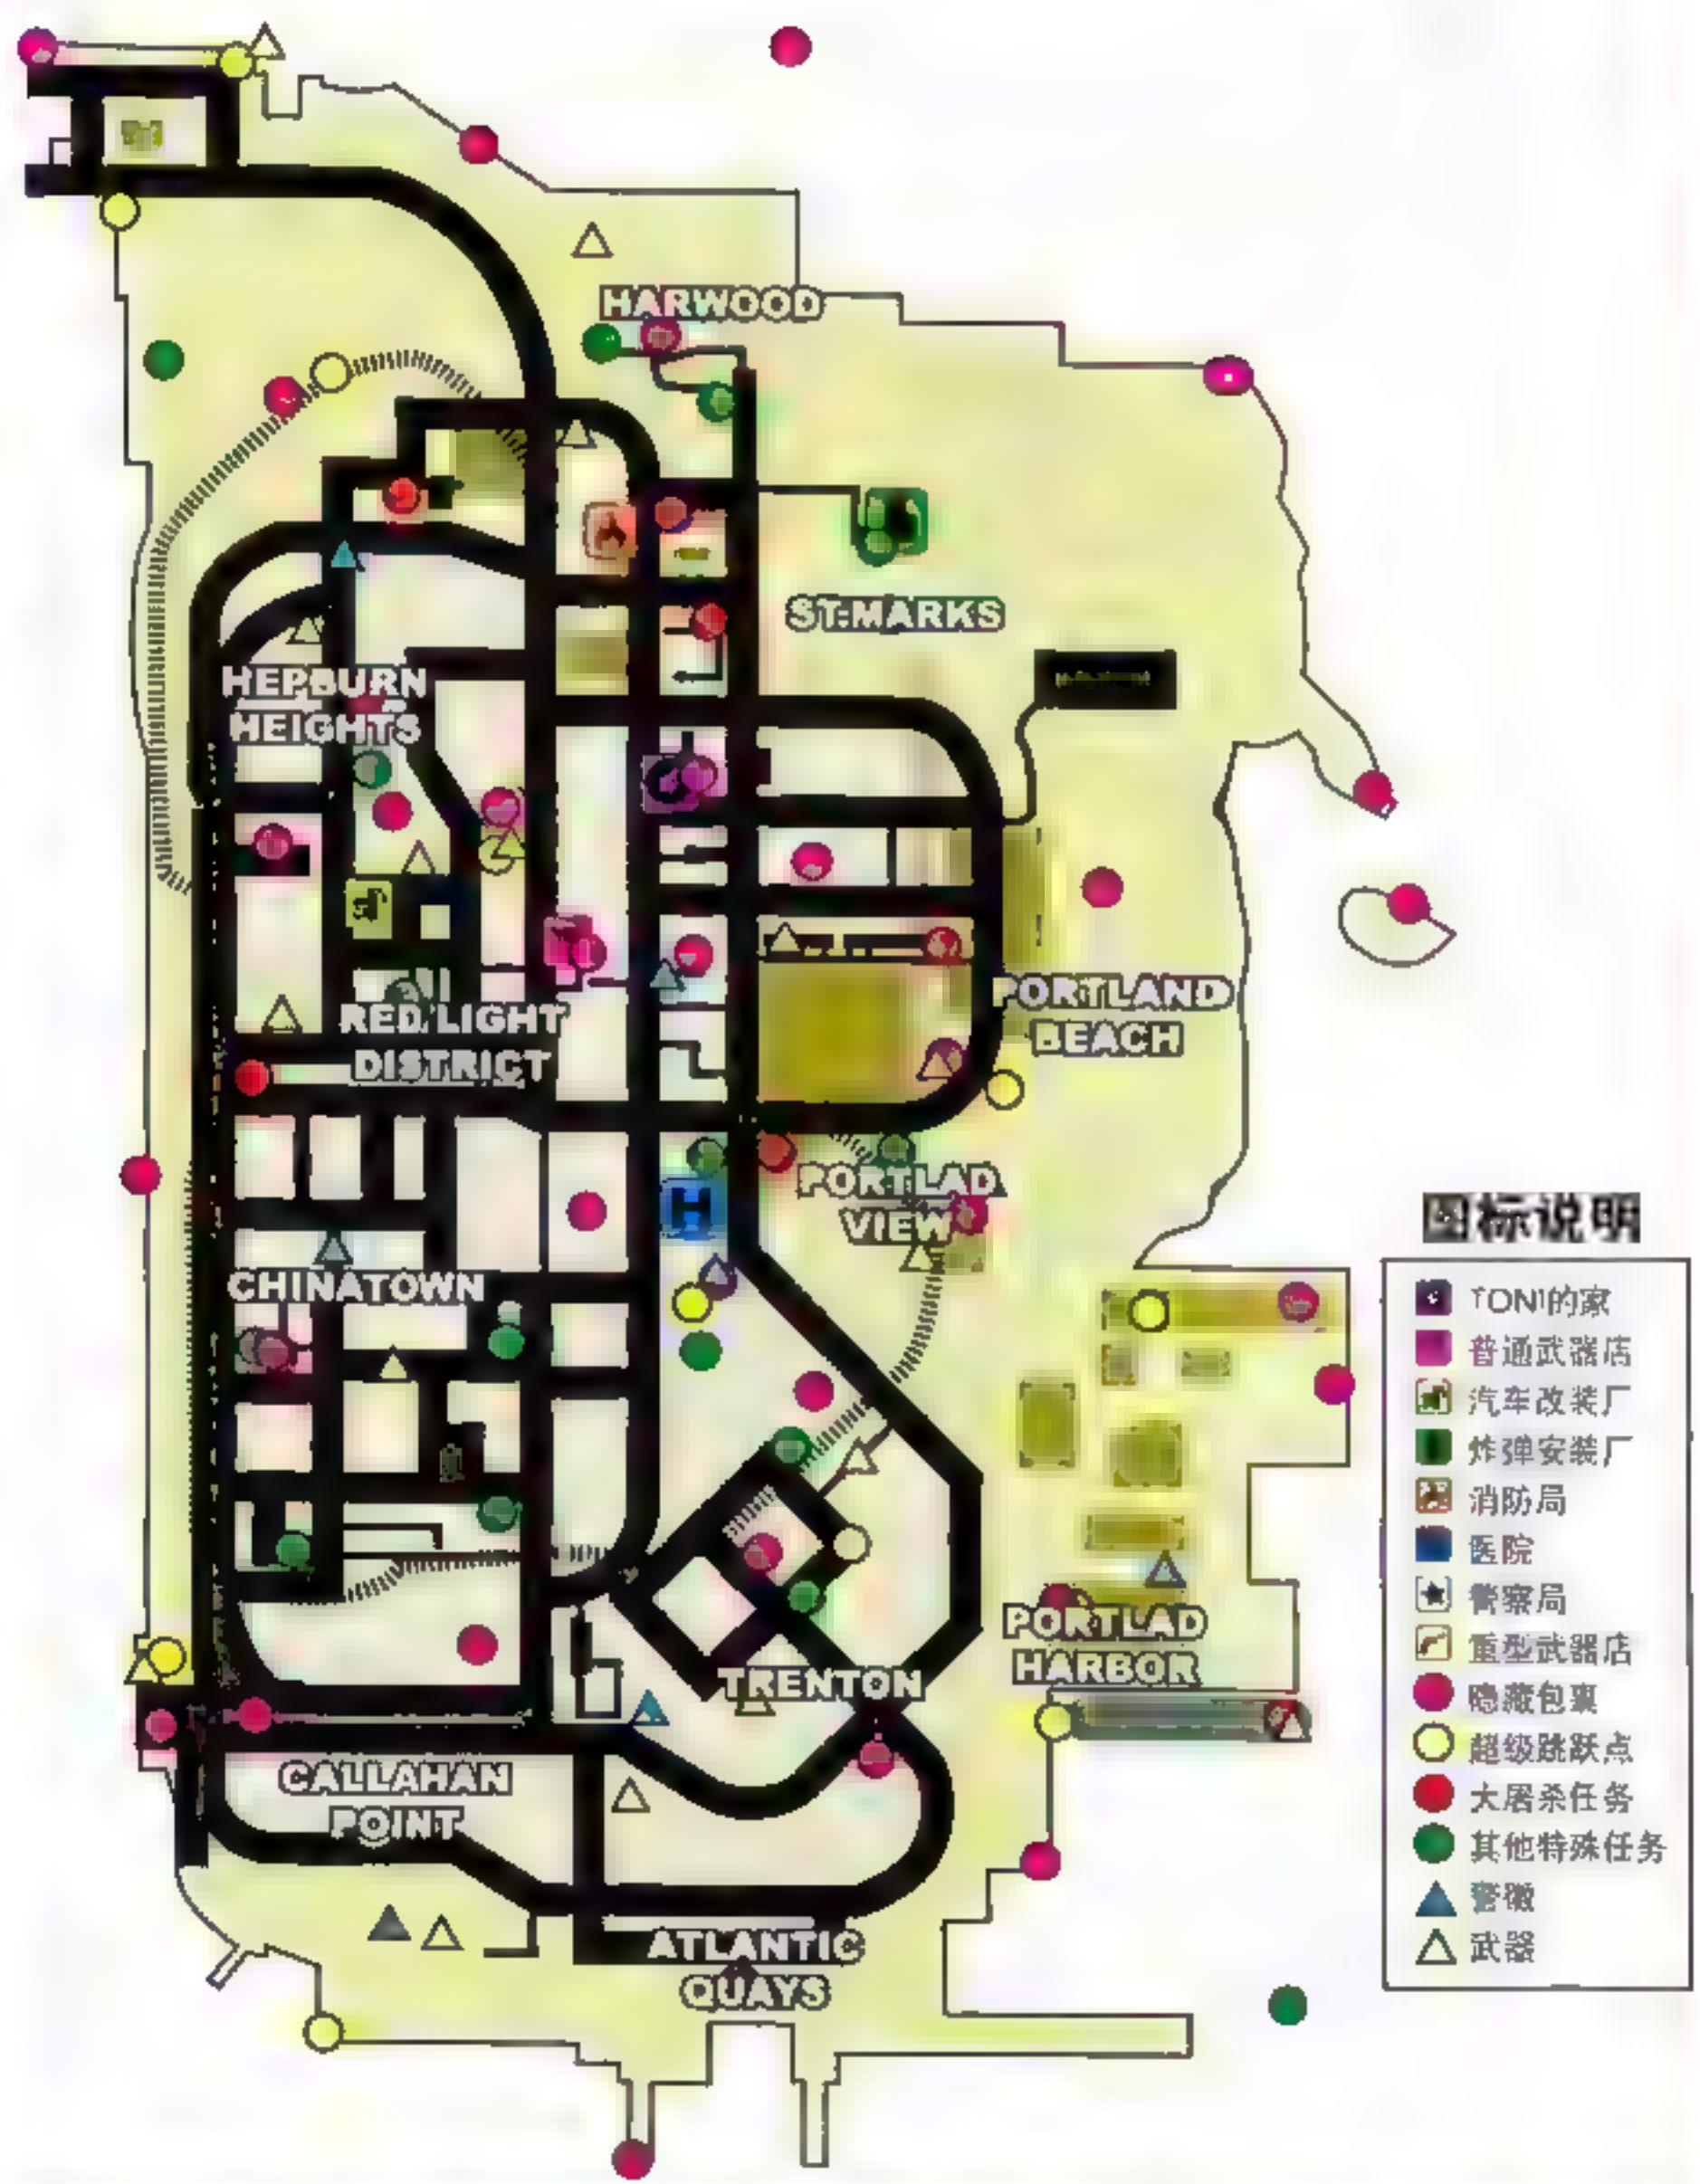 HARWOOD
ST.MARKS
HEPBURN
HEIGHTS
PORTLAND
BEACH
RED LIGHT
DISTRICT
PORTLAD
VIEW
H
CHINATOWN
PORTLAD
HARBOR
TRENTON
CALLAHAN
POINT
ATLANTIC
QUAYS
图标说明
TONI的家
普通武器店
汽车改装厂
炸弹安装厂
消防局
医院
警察局
重型武器店
隐藏包裹
超级跳跃点
大屠杀任务
其他特殊任务
警徽
武器